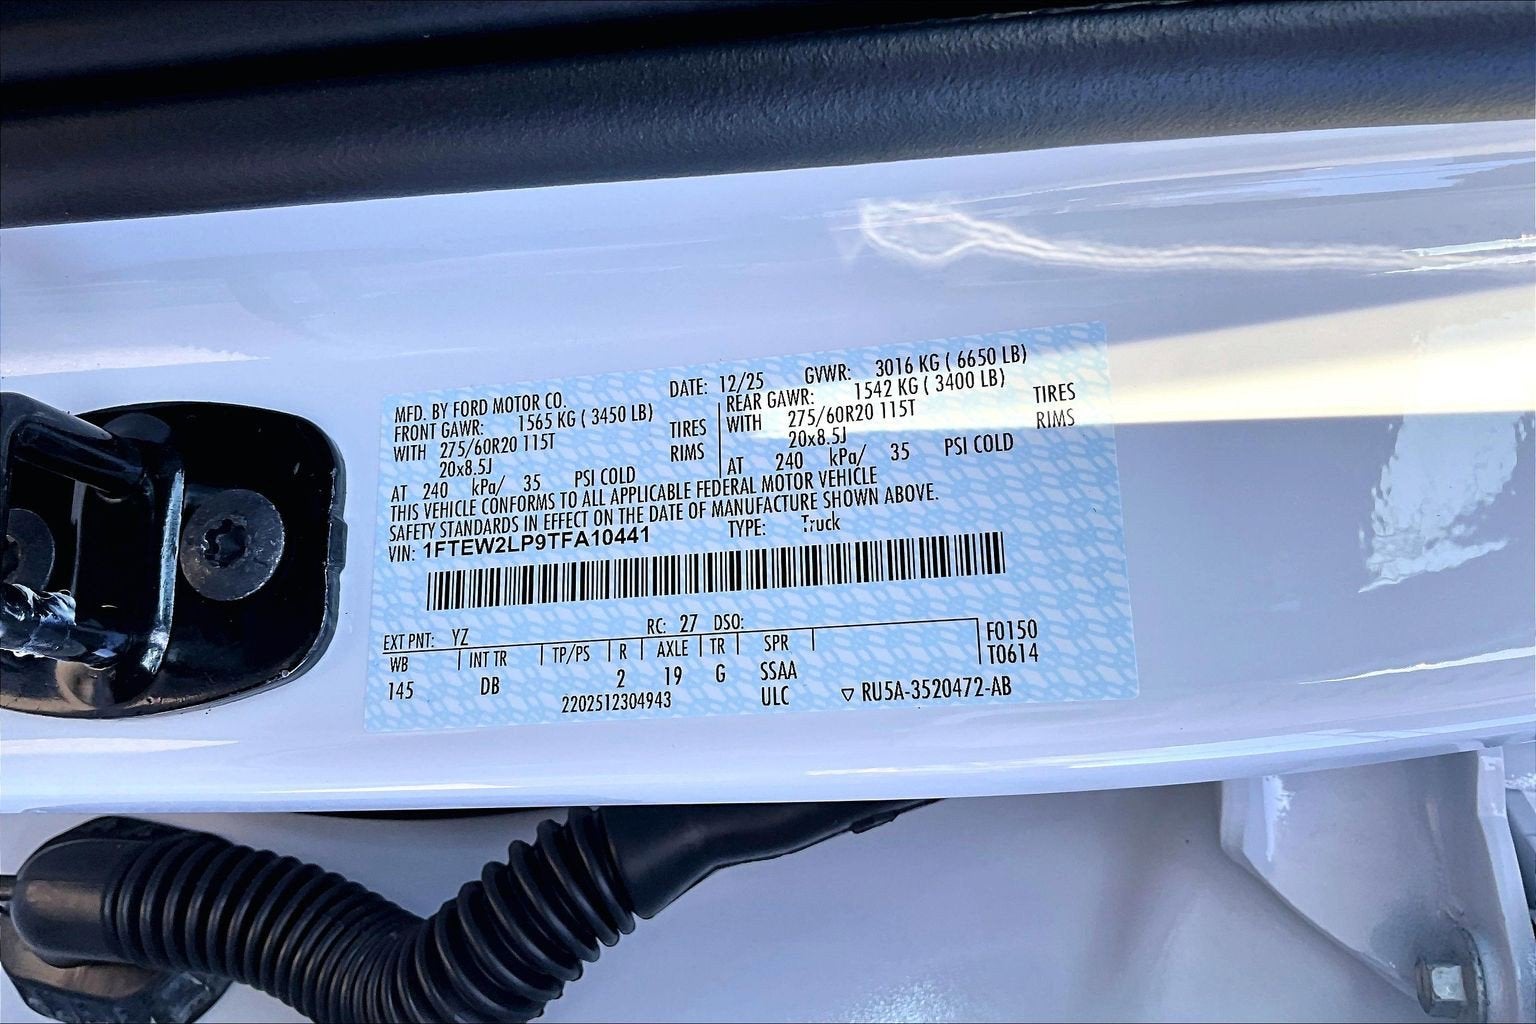 MFD. BY FORD MOTOR CO. DATE: 12/25 GVWR: 3016 KG ( 6650 LB)
FRONT GAWR: 1565 KG ( 3450 LB) REAR GAWR: 1542 KG ( 3400 LB)
WITH 275/60R20 115T TIRES WITH 275/60R20 115T TIRES
20x8.5J RIMS 20x8.5J RIMS
AT 240 kPa/ 35 PSI COLD AT 240 kPa/ 35 PSI COLD
THIS VEHICLE CONFORMS TO ALL APPLICABLE FEDERAL MOTOR VEHICLE
SAFETY STANDARDS IN EFFECT ON THE DATE OF MANUFACTURE SHOWN ABOVE.
VIN: 1FTEW2LP9TFA10441 TYPE: Truck
EXT PNT: YZ RC: 27 DSO: F0150
WB INT TR TP/PS R AXLE TR SPR T0614
145 DB 2 19 G SSAA
2202512304943 ULC ▽ RU5A-3520472-AB